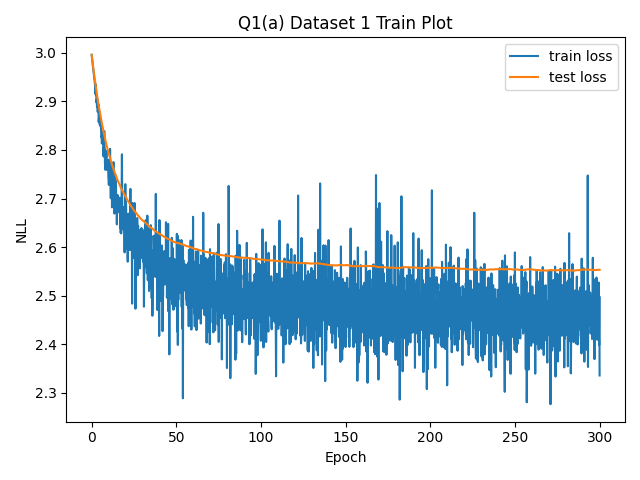 Q1(a) Dataset 1 Train Plot
train loss
test loss
NLL
3.0
2.9
2.8
2.7
2.6
2.5
2.4
2.3
0 50 100 150 200 250 300
Epoch